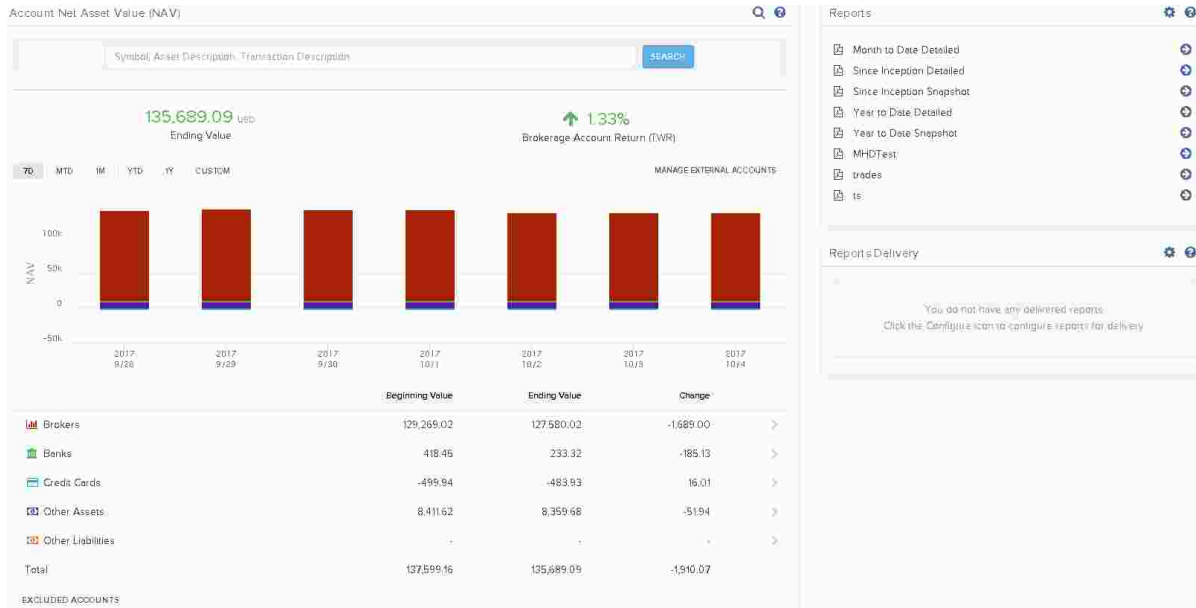 Account Net Asset Value (NAV)
Symbol, Asset Description, Transaction Description
SEARCH
135,689.09 USD
Ending Value
1.33%
Brokerage Account Return (TWR)
7D MTD 1M YTD 1Y CUSTOM
MANAGE EXTERNAL ACCOUNTS
NAV
100k
50k
0
-50k
2017 9/28
2017 9/29
2017 9/30
2017 10/1
2017 10/2
2017 10/3
2017 10/4
Beginning Value Ending Value Change
Brokers 129,269.02 127,580.02 -1,689.00
Banks 418.45 233.32 -185.13
Credit Cards -499.94 -483.93 16.01
Other Assets 8,411.62 8,359.68 -51.94
Other Liabilities - - -
Total 137,599.16 135,689.09 -1,910.07
EXCLUDED ACCOUNTS
Reports
Month to Date Detailed
Since Inception Detailed
Since Inception Snapshot
Year to Date Detailed
Year to Date Snapshot
MHDTest
trades
ts
Reports Delivery
You do not have any delivered reports
Click the Configure icon to configure reports for delivery